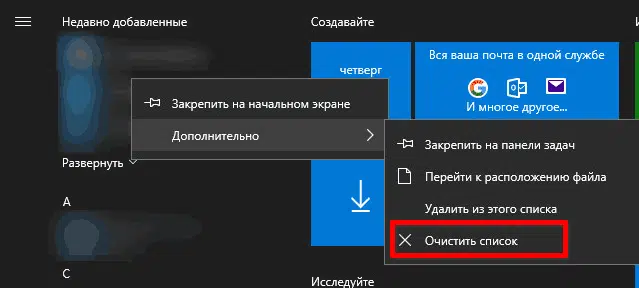 Недавно добавленные
Создавайте
И
четверг
Вся ваша почта в одной службе
И многое другое...
Закрепить на начальном экране
Дополнительно
Закрепить на панели задач
Перейти к расположению файла
Удалить из этого списка
Очистить список
Развернуть
А
С
Исследуйте